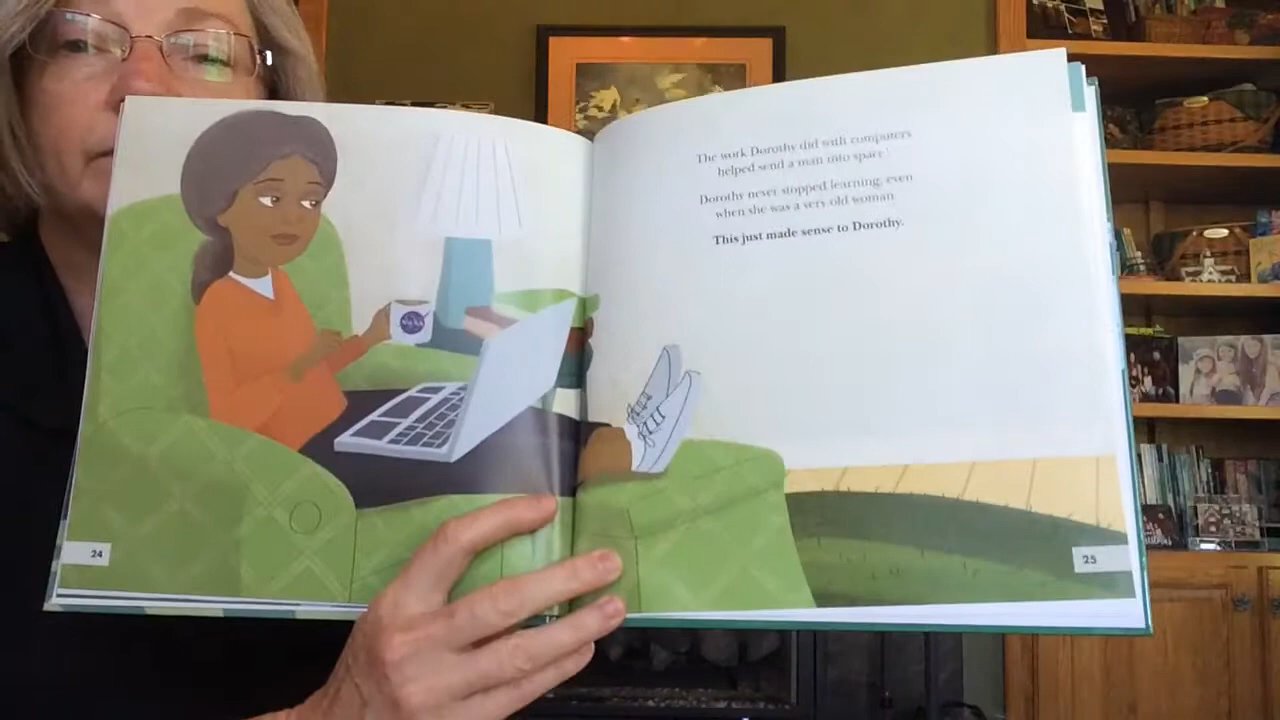 The work Dorothy did with computers
helped send a man into space!
Dorothy never stopped learning, even
when she was a very old woman.
This just made sense to Dorothy.
NASA
24
25